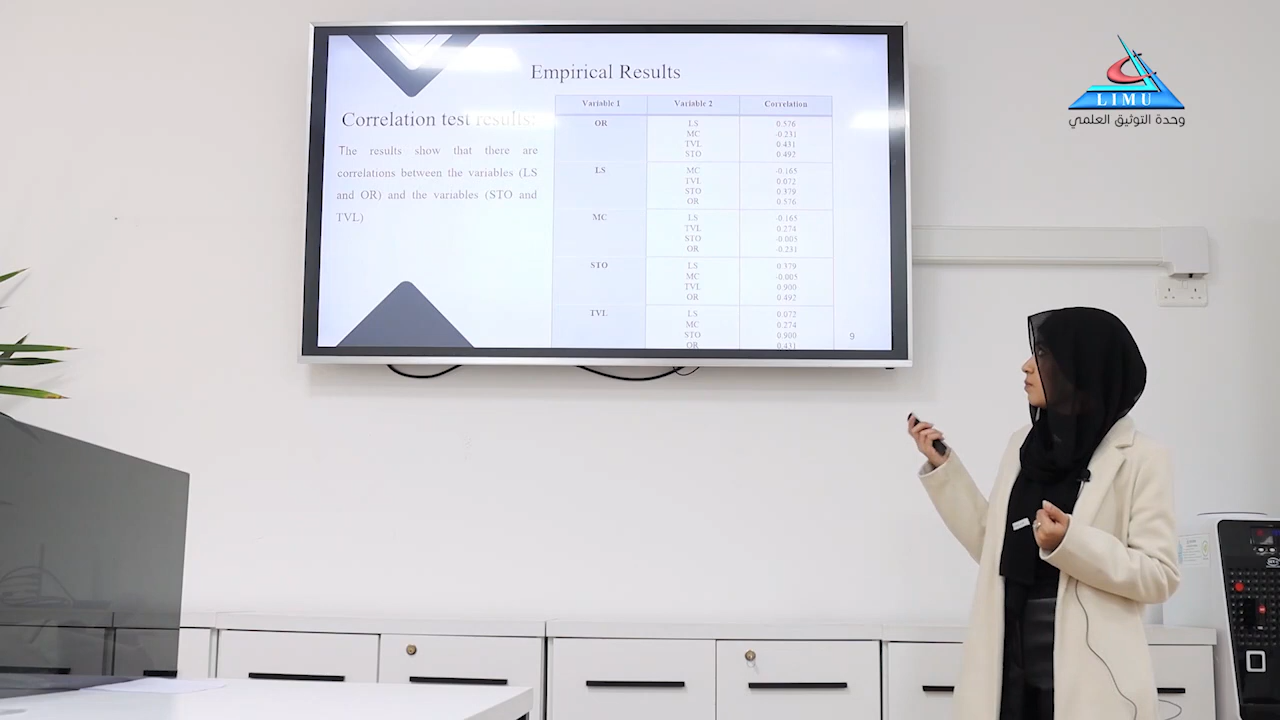 Empirical Results
Correlation test results:
The results show that there are
correlations between the variables (LS
and OR) and the variables (STO and
TVL)
Variable 1 Variable 2 Correlation
OR LS 0.576
MC -0.231
TVL 0.431
STO 0.492
LS MC -0.165
TVL 0.072
STO 0.379
OR 0.576
MC LS -0.165
TVL 0.274
STO -0.005
OR -0.231
STO LS 0.379
MC -0.005
TVL 0.900
OR 0.492
TVL LS 0.072
MC 0.274
STO 0.900
OR 0.431
9
LIMU
وحدة التوثيق العلمي